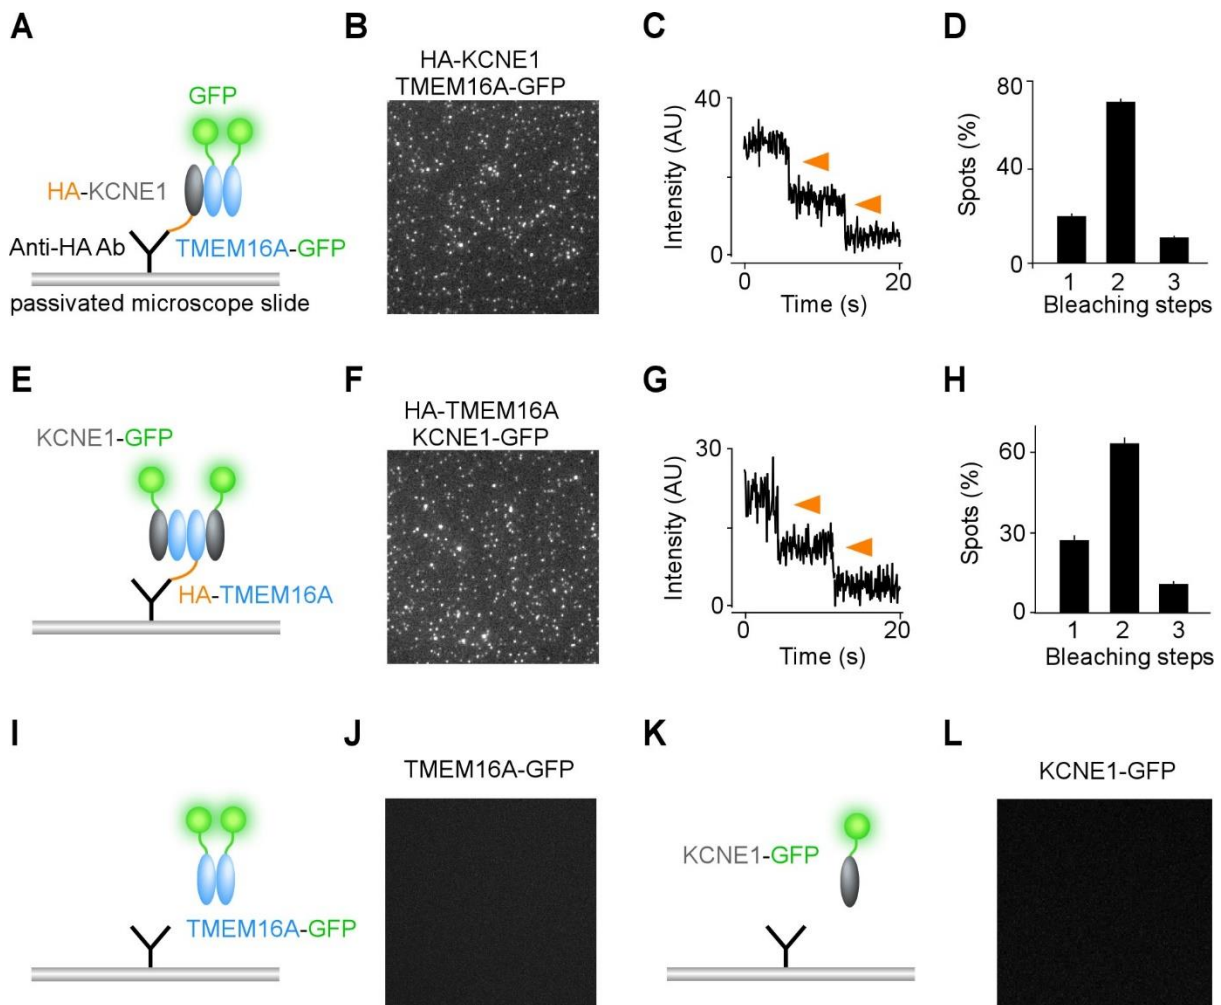 A
GFP
HA-KCNE1
Anti-HA Ab
TMEM16A-GFP
passivated microscope slide
B
HA-KCNE1
TMEM16A-GFP
C
Intensity (AU)
40
0
0
20
Time (s)
D
Spots (%)
80
40
0
1 2 3
Bleaching steps
E
KCNE1-GFP
HA-TMEM16A
F
HA-TMEM16A
KCNE1-GFP
G
Intensity (AU)
30
0
0
20
Time (s)
H
Spots (%)
60
30
0
1 2 3
Bleaching steps
I
TMEM16A-GFP
J
TMEM16A-GFP
K
KCNE1-GFP
L
KCNE1-GFP